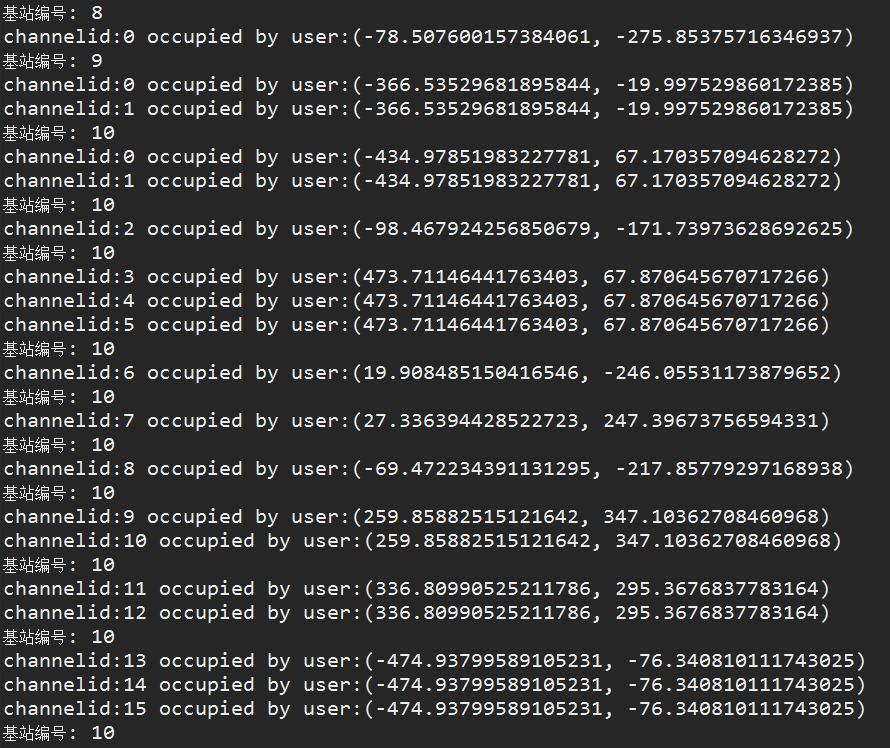 基站编号: 8
channelid:0 occupied by user:(-78.507600157384061, -275.85375716346937)
基站编号: 9
channelid:0 occupied by user:(-366.53529681895844, -19.997529860172385)
channelid:1 occupied by user:(-366.53529681895844, -19.997529860172385)
基站编号: 10
channelid:0 occupied by user:(-434.97851983227781, 67.170357094628272)
channelid:1 occupied by user:(-434.97851983227781, 67.170357094628272)
基站编号: 10
channelid:2 occupied by user:(-98.467924256850679, -171.73973628692625)
基站编号: 10
channelid:3 occupied by user:(473.71146441763403, 67.870645670717266)
channelid:4 occupied by user:(473.71146441763403, 67.870645670717266)
channelid:5 occupied by user:(473.71146441763403, 67.870645670717266)
基站编号: 10
channelid:6 occupied by user:(19.908485150416546, -246.05531173879652)
基站编号: 10
channelid:7 occupied by user:(27.336394428522723, 247.39673756594331)
基站编号: 10
channelid:8 occupied by user:(-69.472234391131295, -217.85779297168938)
基站编号: 10
channelid:9 occupied by user:(259.85882515121642, 347.10362708460968)
channelid:10 occupied by user:(259.85882515121642, 347.10362708460968)
基站编号: 10
channelid:11 occupied by user:(336.80990525211786, 295.3676837783164)
channelid:12 occupied by user:(336.80990525211786, 295.3676837783164)
基站编号: 10
channelid:13 occupied by user:(-474.93799589105231, -76.340810111743025)
channelid:14 occupied by user:(-474.93799589105231, -76.340810111743025)
channelid:15 occupied by user:(-474.93799589105231, -76.340810111743025)
基站编号: 10